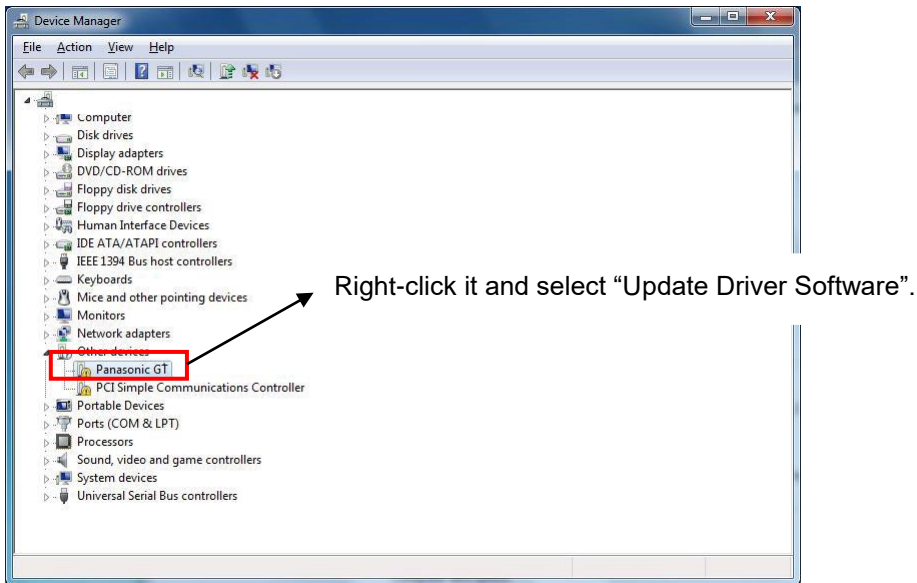 Device Manager
File Action View Help
Computer
Disk drives
Display adapters
DVD/CD-ROM drives
Floppy disk drives
Floppy drive controllers
Human Interface Devices
IDE ATA/ATAPI controllers
IEEE 1394 Bus host controllers
Keyboards
Mice and other pointing devices
Monitors
Network adapters
Other devices
Panasonic GT
PCI Simple Communications Controller
Portable Devices
Ports (COM & LPT)
Processors
Sound, video and game controllers
System devices
Universal Serial Bus controllers
Right-click it and select “Update Driver Software”.